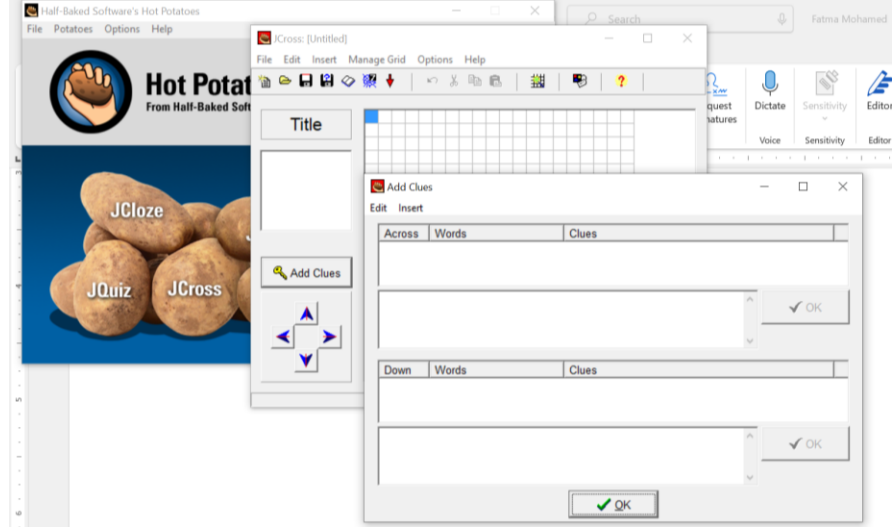 Half-Baked Software's Hot Potatoes
File Potatoes Options Help
Hot Potat
From Half-Baked Soft
JCloze
JQuiz
JCross
JCross: [Untitled]
File Edit Insert Manage Grid Options Help
Title
Add Clues
Add Clues
Edit Insert
Across Words Clues
OK
Down Words Clues
OK
OK
Search
Fatma Mohamed
quest
natures
Dictate
Sensitivity
Editor
Voice
Sensitivity
Editor